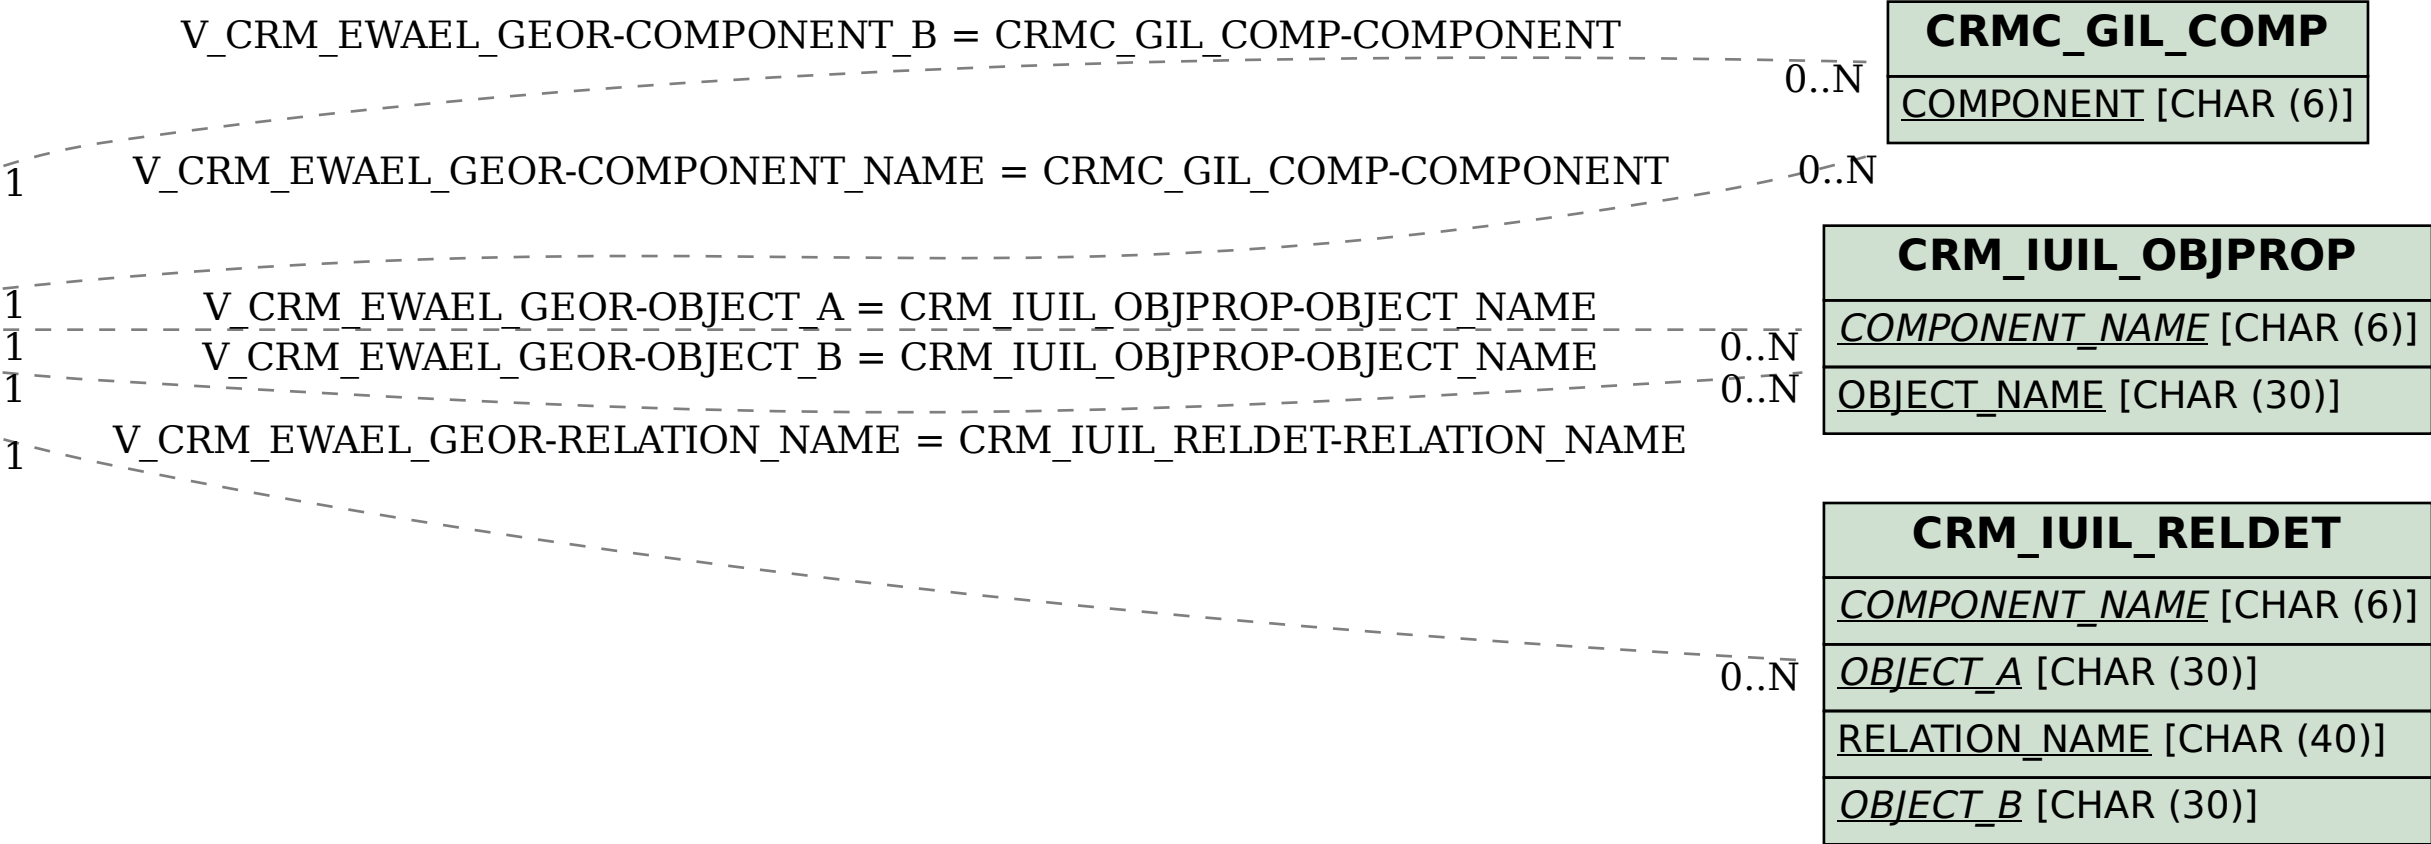 V_CRM_EWAEL_GEOR-COMPONENT_B = CRMC_GIL_COMP-COMPONENT
0..N
1
V_CRM_EWAEL_GEOR-COMPONENT_NAME = CRMC_GIL_COMP-COMPONENT
0..N
1
V_CRM_EWAEL_GEOR-OBJECT_A = CRM_IUIL_OBJPROP-OBJECT_NAME
0..N
1
V_CRM_EWAEL_GEOR-OBJECT_B = CRM_IUIL_OBJPROP-OBJECT_NAME
0..N
1
V_CRM_EWAEL_GEOR-RELATION_NAME = CRM_IUIL_RELDET-RELATION_NAME
1
0..N
CRMC_GIL_COMP
COMPONENT [CHAR (6)]
CRM_IUIL_OBJPROP
COMPONENT_NAME [CHAR (6)]
OBJECT_NAME [CHAR (30)]
CRM_IUIL_RELDET
COMPONENT_NAME [CHAR (6)]
OBJECT_A [CHAR (30)]
RELATION_NAME [CHAR (40)]
OBJECT_B [CHAR (30)]